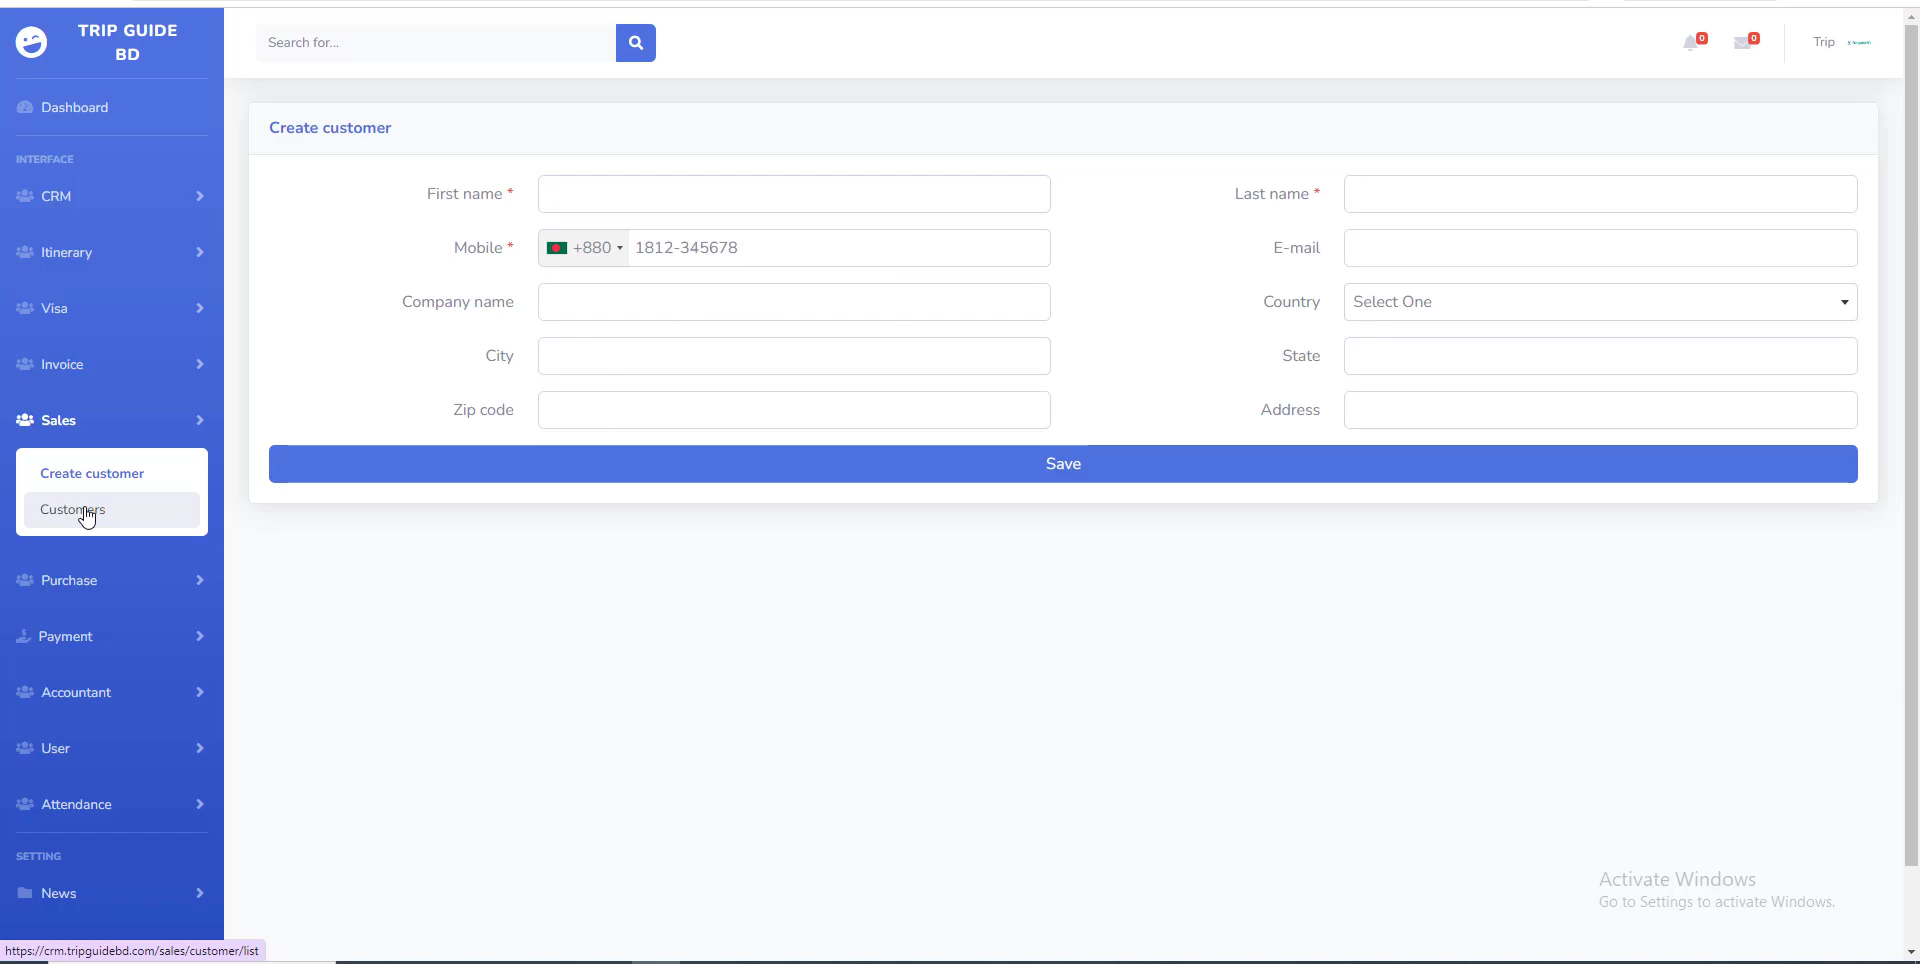 TRIP GUIDE
BD
Search for...
0
0
Trip
Dashboard
INTERFACE
CRM
Itinerary
Visa
Invoice
Sales
Create customer
Customers
Purchase
Payment
Accountant
User
Attendance
SETTING
News
Create customer
First name *
Last name *
Mobile *
+880
1812-345678
E-mail
Company name
Country
Select One
City
State
Zip code
Address
Save
Activate Windows
Go to Settings to activate Windows.
https://crm.tripguidebd.com/sales/customer/list